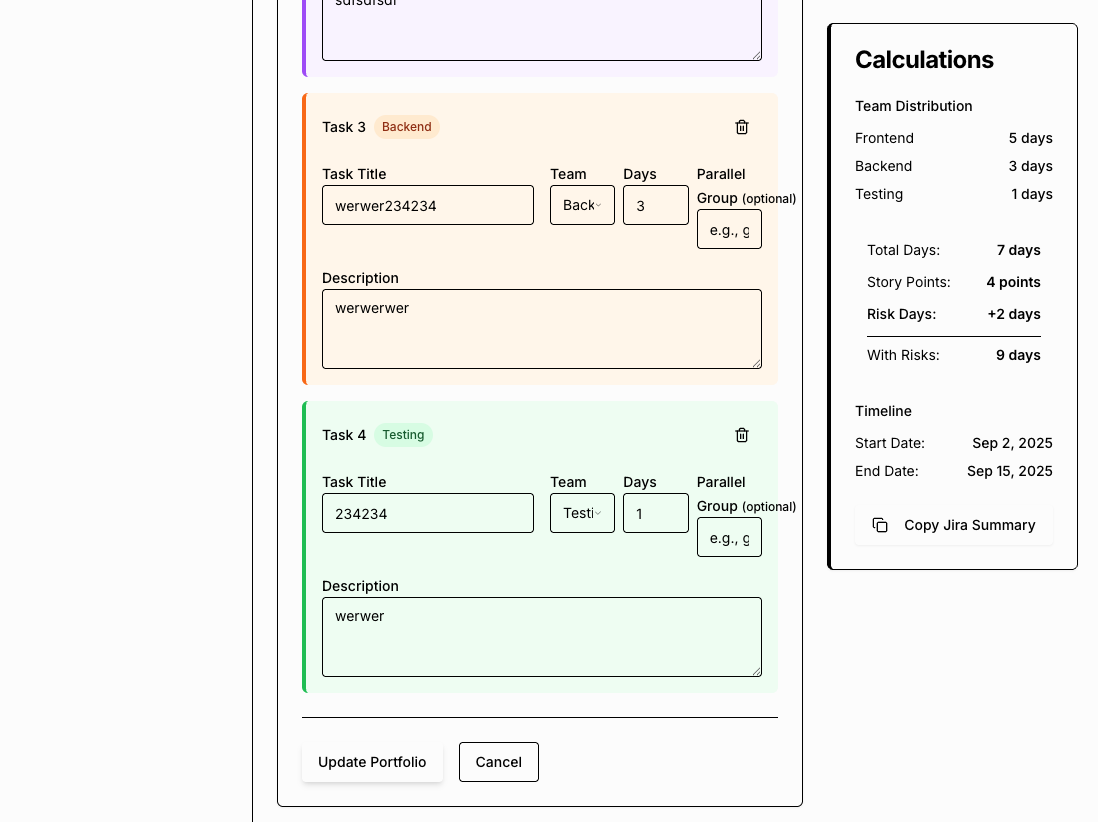 Task 3 Backend
Task Title Team Days Parallel
Group (optional)
werwer234234 Back 3
e.g., g
Description
werwerwer
Task 4 Testing
Task Title Team Days Parallel
Group (optional)
234234 Testi 1
e.g., g
Description
werwer
Update Portfolio Cancel
Calculations
Team Distribution
Frontend 5 days
Backend 3 days
Testing 1 days
Total Days: 7 days
Story Points: 4 points
Risk Days: +2 days
With Risks: 9 days
Timeline
Start Date: Sep 2, 2025
End Date: Sep 15, 2025
Copy Jira Summary